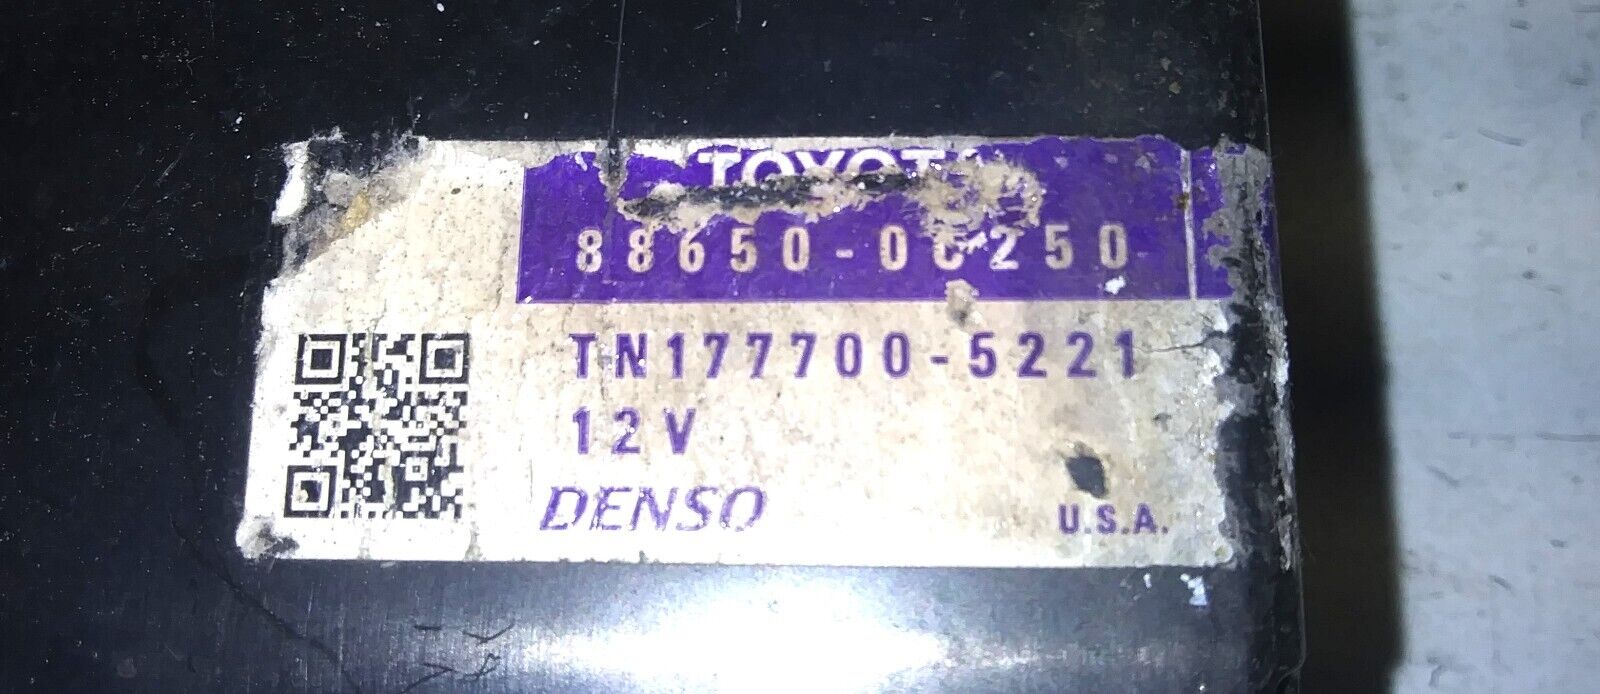 TOYOTA
88650-0C250
TN177700-5221
12V
DENSO
U.S.A.